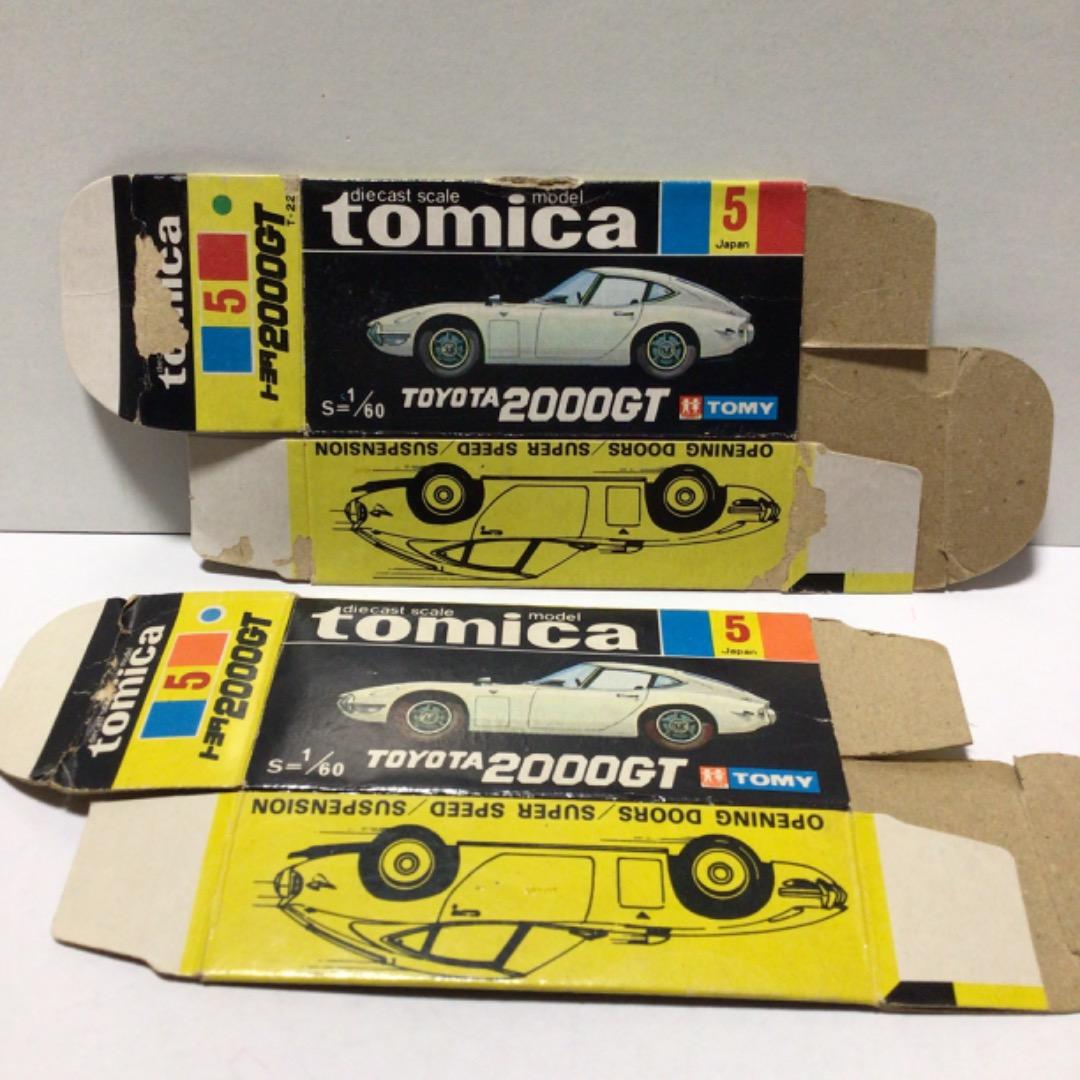 tomica
5
トヨタ2000GT
T-22
diecast scale model
tomica
5
Japan
S=1/60
TOYOTA 2000GT
TOMY
OPENING DOORS/SUPER SPEED/SUSPENSION
tomica
5
トヨタ2000GT
diecast scale model
tomica
5
Japan
S=1/60
TOYOTA 2000GT
TOMY
OPENING DOORS/SUPER SPEED/SUSPENSION